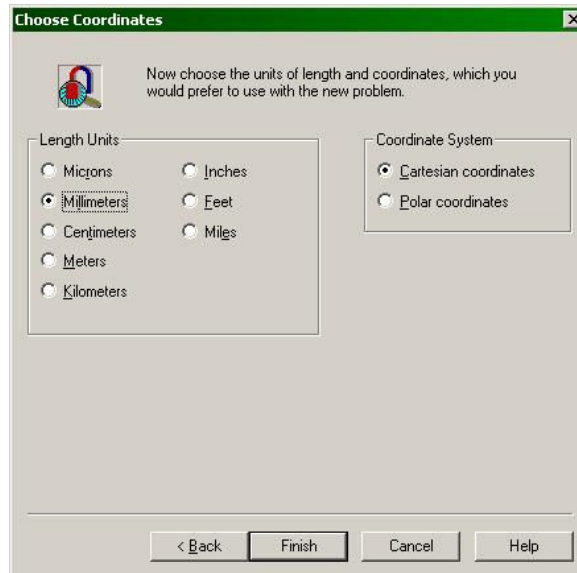 Choose Coordinates
Now choose the units of length and coordinates, which you
would prefer to use with the new problem.
Length Units
Microns
Millimeters
Centimeters
Meters
Kilometers
Inches
Feet
Miles
Coordinate System
Cartesian coordinates
Polar coordinates
< Back
Finish
Cancel
Help